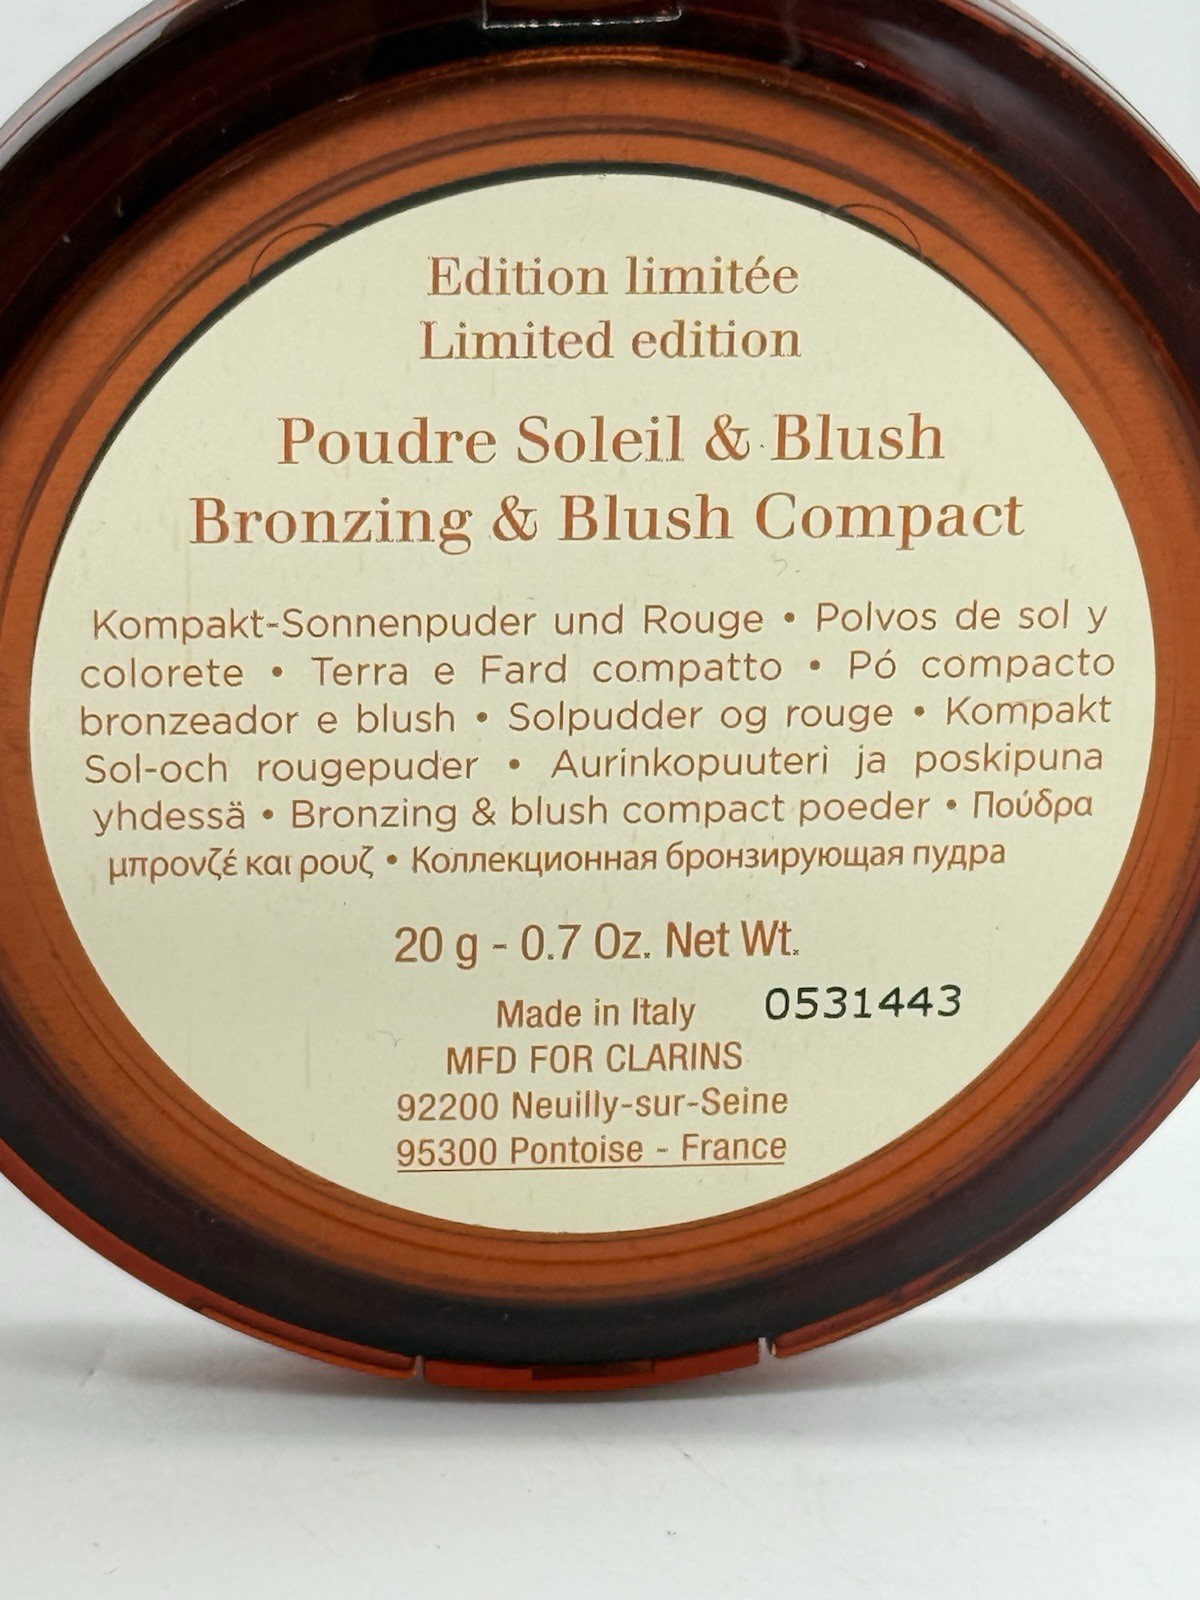 Edition limitée
Limited edition
Poudre Soleil & Blush
Bronzing & Blush Compact
Kompakt-Sonnenpuder und Rouge • Polvos de sol y
colorete • Terra e Fard compatto • Pó compacto
bronzeador e blush • Solpudder og rouge • Kompakt
Sol-och rougepuder • Aurinkopuuteri ja poskipuna
yhdessä • Bronzing & blush compact poeder • Πούδρα
μπρονζέ και ρουζ • Коллекционная бронзирующая пудра
20 g - 0.7 Oz. Net Wt.
Made in Italy 0531443
MFD FOR CLARINS
92200 Neuilly-sur-Seine
95300 Pontoise - France